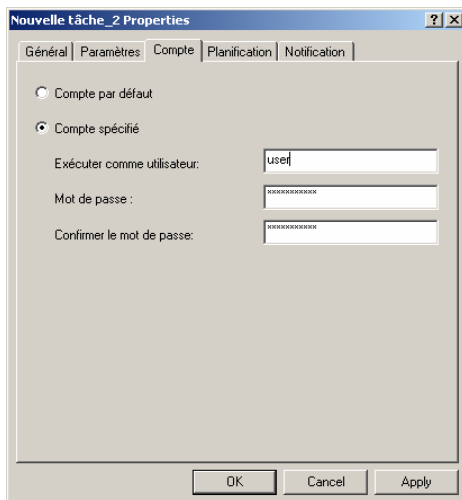 Nouvelle tâche_2 Properties
Général Paramètres Compte Planification Notification
Compte par défaut
Compte spécifié
Exécuter comme utilisateur: user
Mot de passe : ***********
Confirmer le mot de passe: ***********
OK Cancel Apply